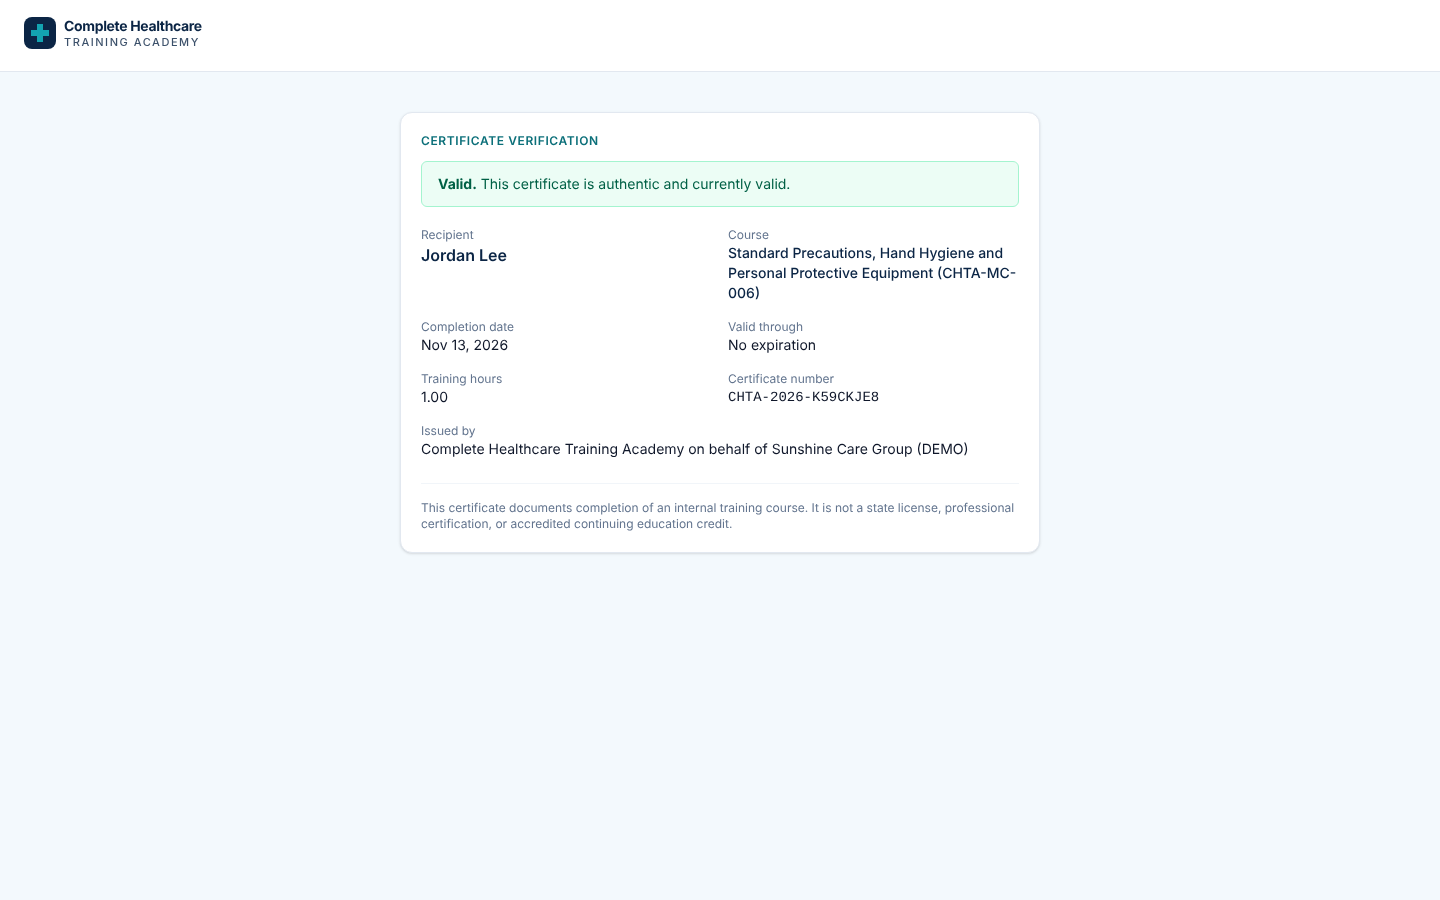 Complete Healthcare
TRAINING ACADEMY
CERTIFICATE VERIFICATION
Valid. This certificate is authentic and currently valid.
Recipient
Jordan Lee
Course
Standard Precautions, Hand Hygiene and
Personal Protective Equipment (CHTA-MC-
006)
Completion date
Nov 13, 2026
Valid through
No expiration
Training hours
1.00
Certificate number
CHTA-2026-K59CKJE8
Issued by
Complete Healthcare Training Academy on behalf of Sunshine Care Group (DEMO)
This certificate documents completion of an internal training course. It is not a state license, professional
certification, or accredited continuing education credit.